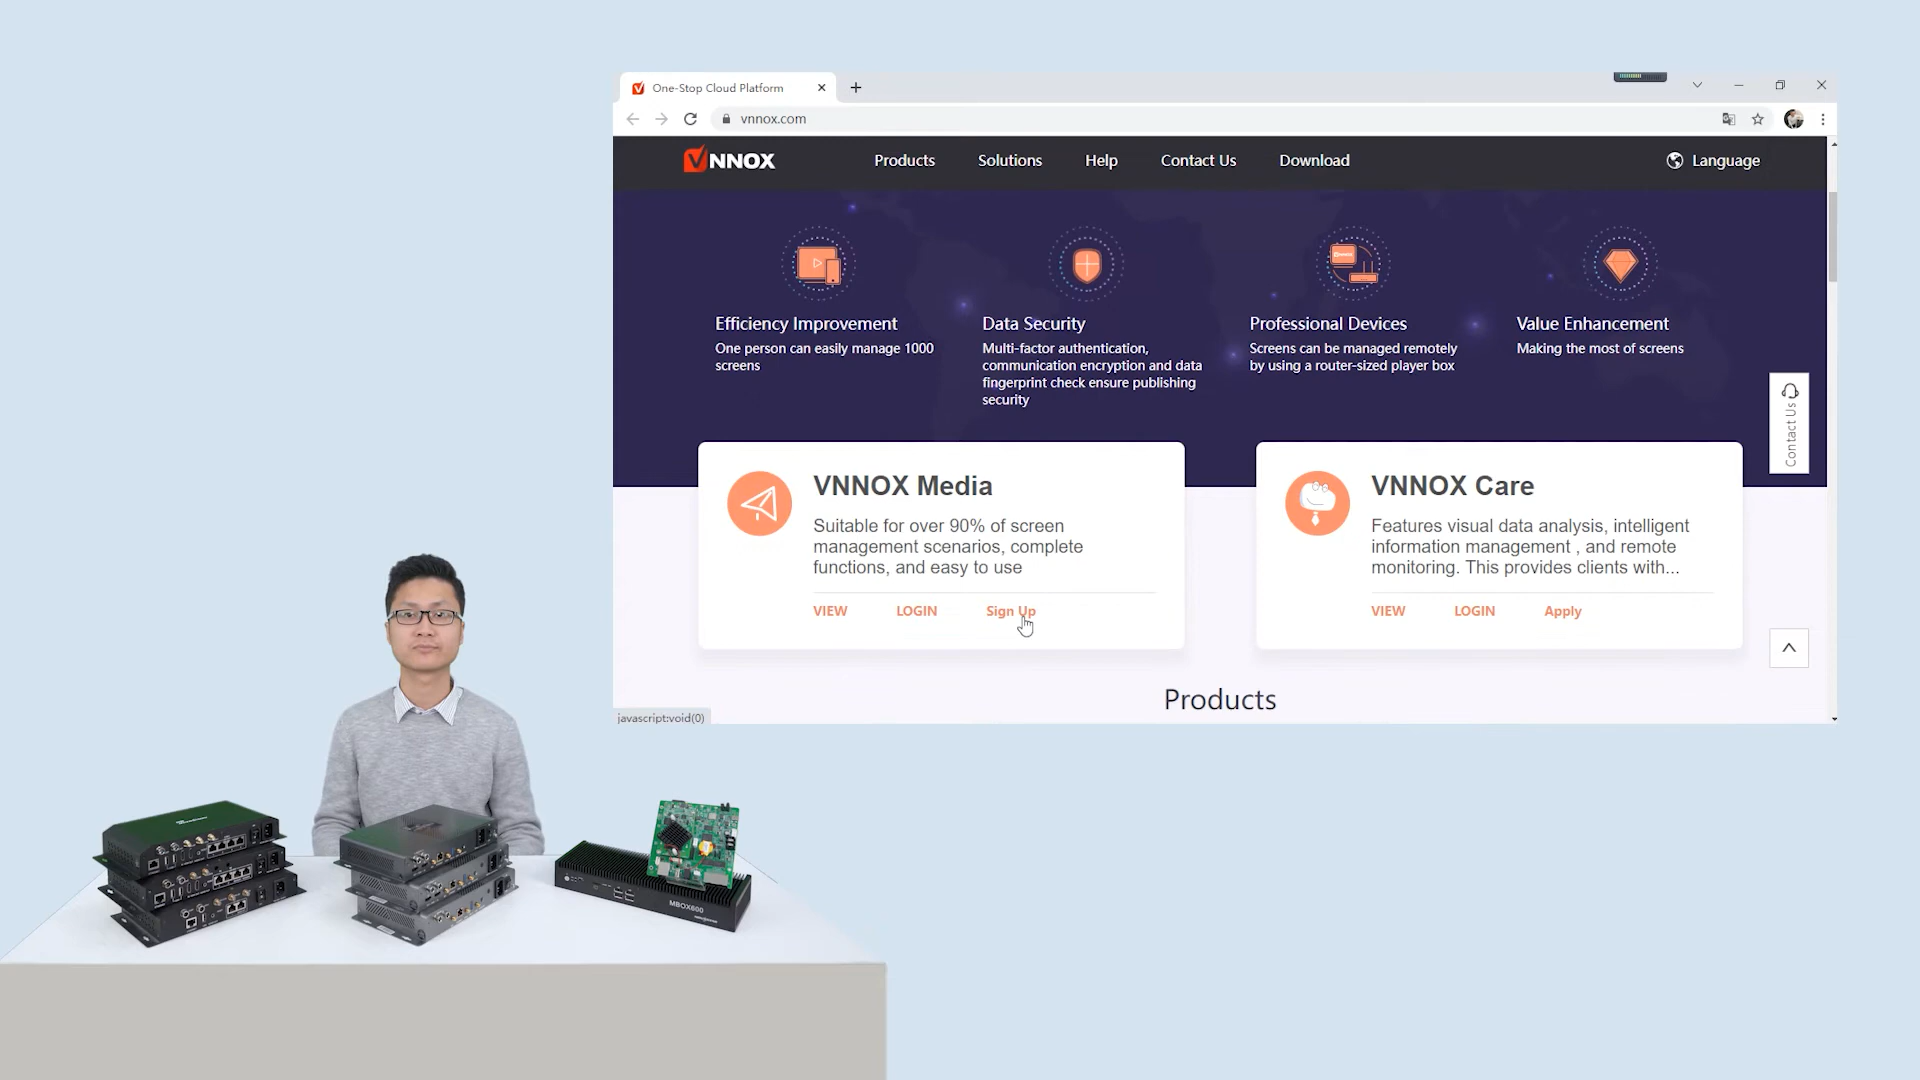 One-Stop Cloud Platform
vnnox.com
VNNOX
Products
Solutions
Help
Contact Us
Download
Language
Efficiency Improvement
One person can easily manage 1000
screens
Data Security
Multi-factor authentication,
communication encryption and data
fingerprint check ensure publishing
security
Professional Devices
Screens can be managed remotely
by using a router-sized player box
Value Enhancement
Making the most of screens
Contact Us
VNNOX Media
Suitable for over 90% of screen
management scenarios, complete
functions, and easy to use
VIEW
LOGIN
Sign Up
VNNOX Care
Features visual data analysis, intelligent
information management , and remote
monitoring. This provides clients with...
VIEW
LOGIN
Apply
Products
javascript:void(0)
MBOX600